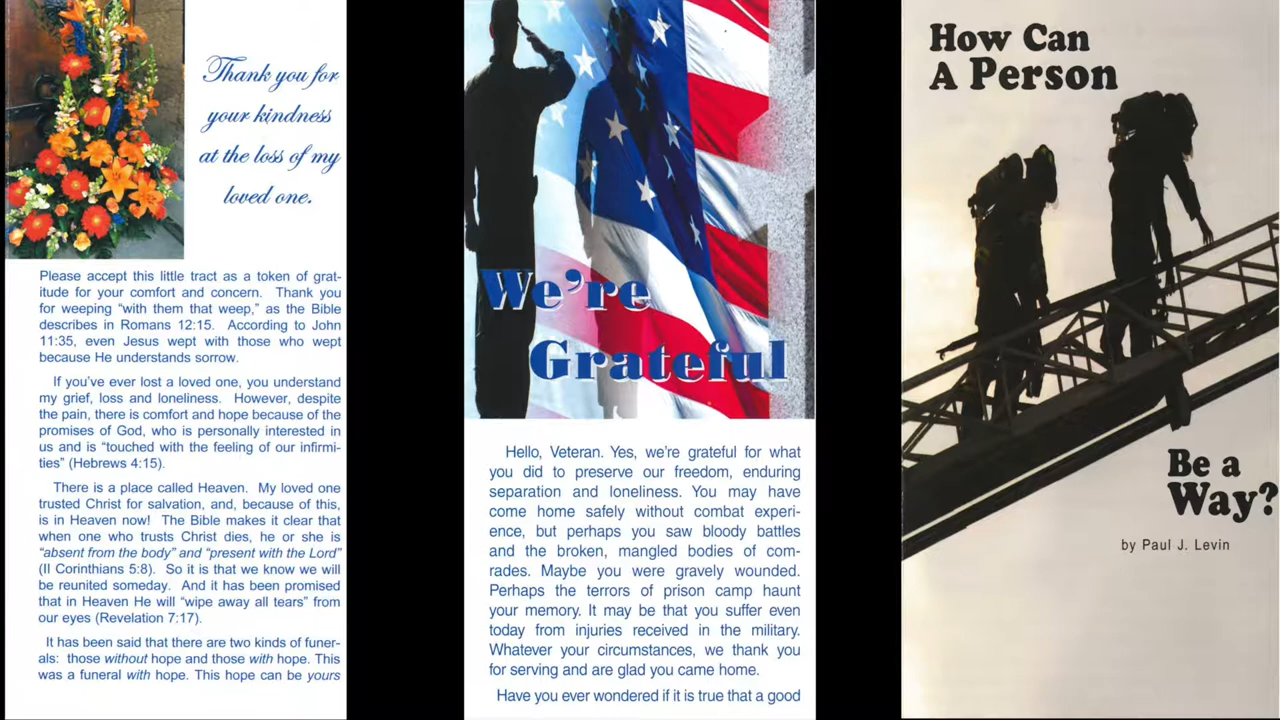 Thank you for
your kindness
at the loss of my
loved one.
Please accept this little tract as a token of grat-
itude for your comfort and concern. Thank you
for weeping “with them that weep,” as the Bible
describes in Romans 12:15. According to John
11:35, even Jesus wept with those who wept
because He understands sorrow.
If you’ve ever lost a loved one, you understand
my grief, loss and loneliness. However, despite
the pain, there is comfort and hope because of the
promises of God, who is personally interested in
us and is “touched with the feeling of our infirmi-
ties” (Hebrews 4:15).
There is a place called Heaven. My loved one
trusted Christ for salvation, and, because of this,
is in Heaven now! The Bible makes it clear that
when one who trusts Christ dies, he or she is
“absent from the body” and “present with the Lord”
(II Corinthians 5:8). So it is that we know we will
be reunited someday. And it has been promised
that in Heaven He will “wipe away all tears” from
our eyes (Revelation 7:17).
It has been said that there are two kinds of funer-
als: those without hope and those with hope. This
was a funeral with hope. This hope can be yours
We’re
Grateful
Hello, Veteran. Yes, we’re grateful for what
you did to preserve our freedom, enduring
separation and loneliness. You may have
come home safely without combat experi-
ence, but perhaps you saw bloody battles
and the broken, mangled bodies of com-
rades. Maybe you were gravely wounded.
Perhaps the terrors of prison camp haunt
your memory. It may be that you suffer even
today from injuries received in the military.
Whatever your circumstances, we thank you
for serving and are glad you came home.
Have you ever wondered if it is true that a good
How Can
A Person
Be a
Way?
by Paul J. Levin